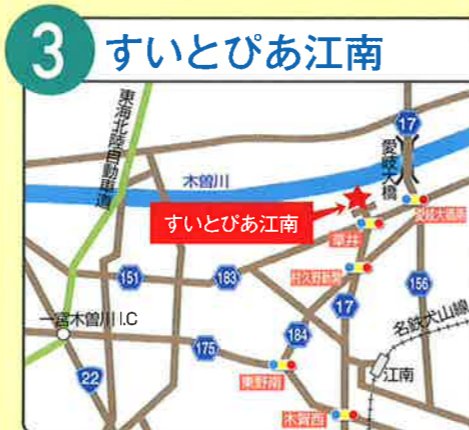 3 すいとぴあ江南
東海北陸自動車道
17
愛岐大橋
木曽川
すいとぴあ江南
愛岐大橋南
草井
村久野新開
151
183
17
156
一宮木曽川I.C
175
184
名鉄犬山線
22
東野南
江南
木賀西